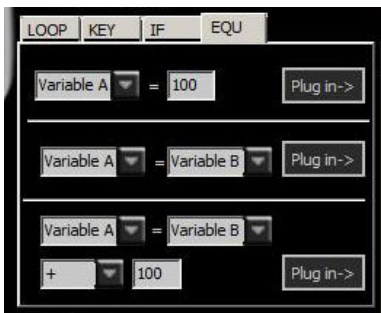 LOOP KEY IF EQU
Variable A = 100 Plug in->
Variable A = Variable B Plug in->
Variable A = Variable B
+ 100 Plug in->